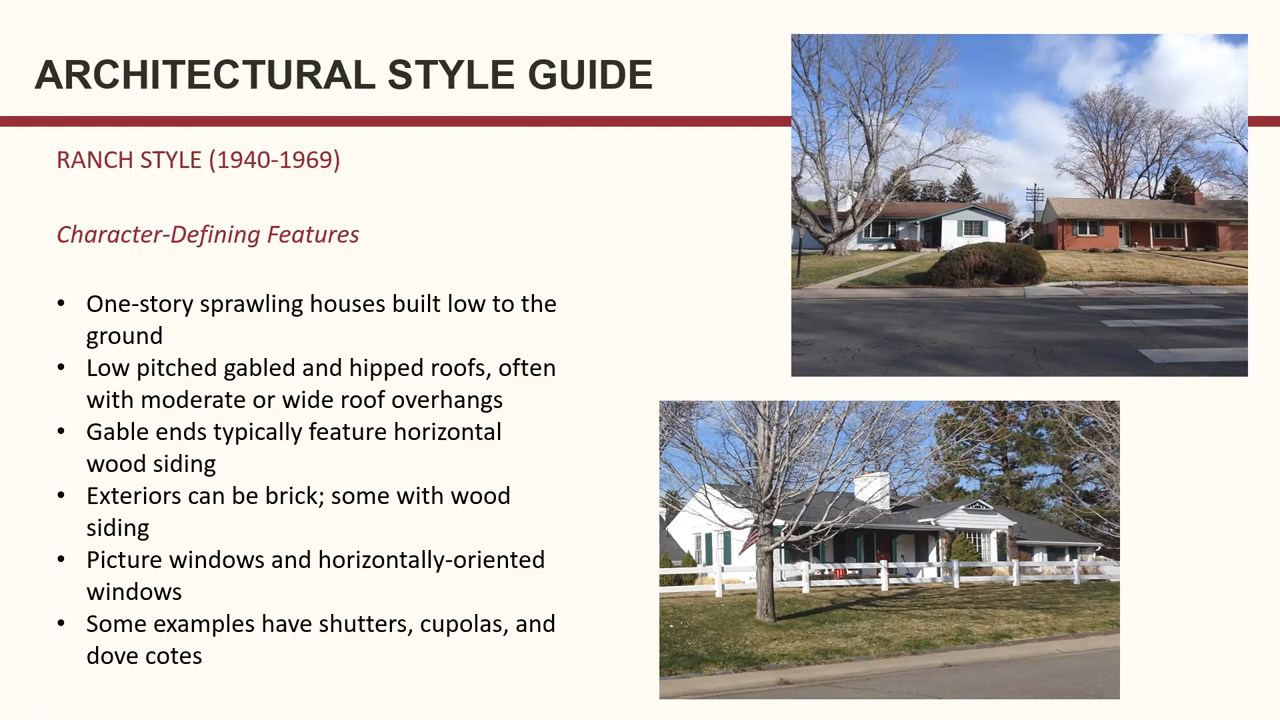 ARCHITECTURAL STYLE GUIDE
RANCH STYLE (1940-1969)
Character-Defining Features
• One-story sprawling houses built low to the
ground
• Low pitched gabled and hipped roofs, often
with moderate or wide roof overhangs
• Gable ends typically feature horizontal
wood siding
• Exteriors can be brick; some with wood
siding
• Picture windows and horizontally-oriented
windows
• Some examples have shutters, cupolas, and
dove cotes